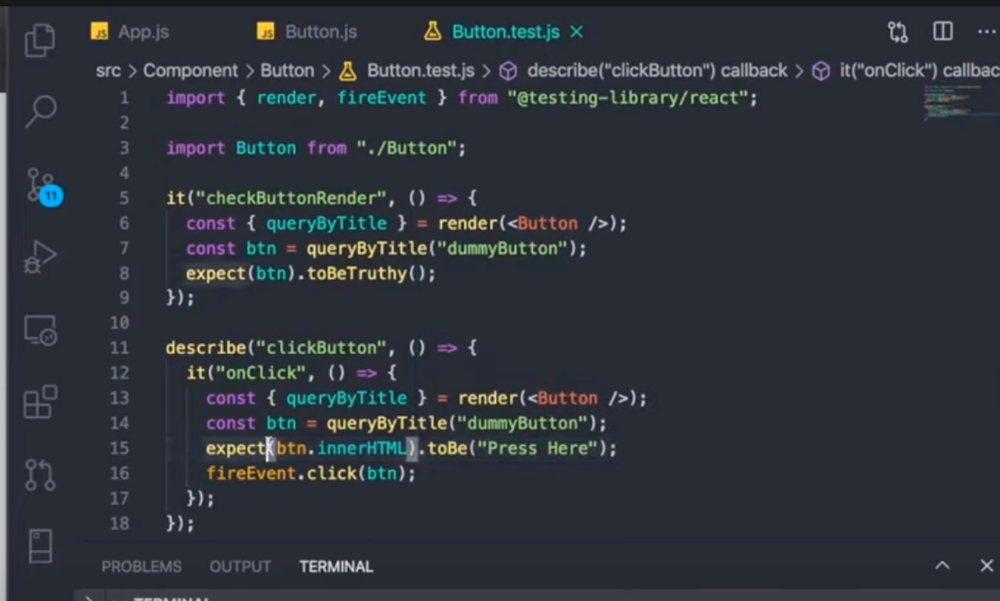 JS App.js JS Button.js Button.test.js ×
src > Component > Button > Button.test.js > describe("clickButton") callback > it("onClick") callbac
1 import { render, fireEvent } from "@testing-library/react";
2
3 import Button from "./Button";
4
5 it("checkButtonRender", () => {
6 const { queryByTitle } = render(<Button />);
7 const btn = queryByTitle("dummyButton");
8 expect(btn).toBeTruthy();
9 });
10
11 describe("clickButton", () => {
12 it("onClick", () => {
13 const { queryByTitle } = render(<Button />);
14 const btn = queryByTitle("dummyButton");
15 expect(btn.innerHTML).toBe("Press Here");
16 fireEvent.click(btn);
17 });
18 });
11
PROBLEMS OUTPUT TERMINAL
TERMINAL